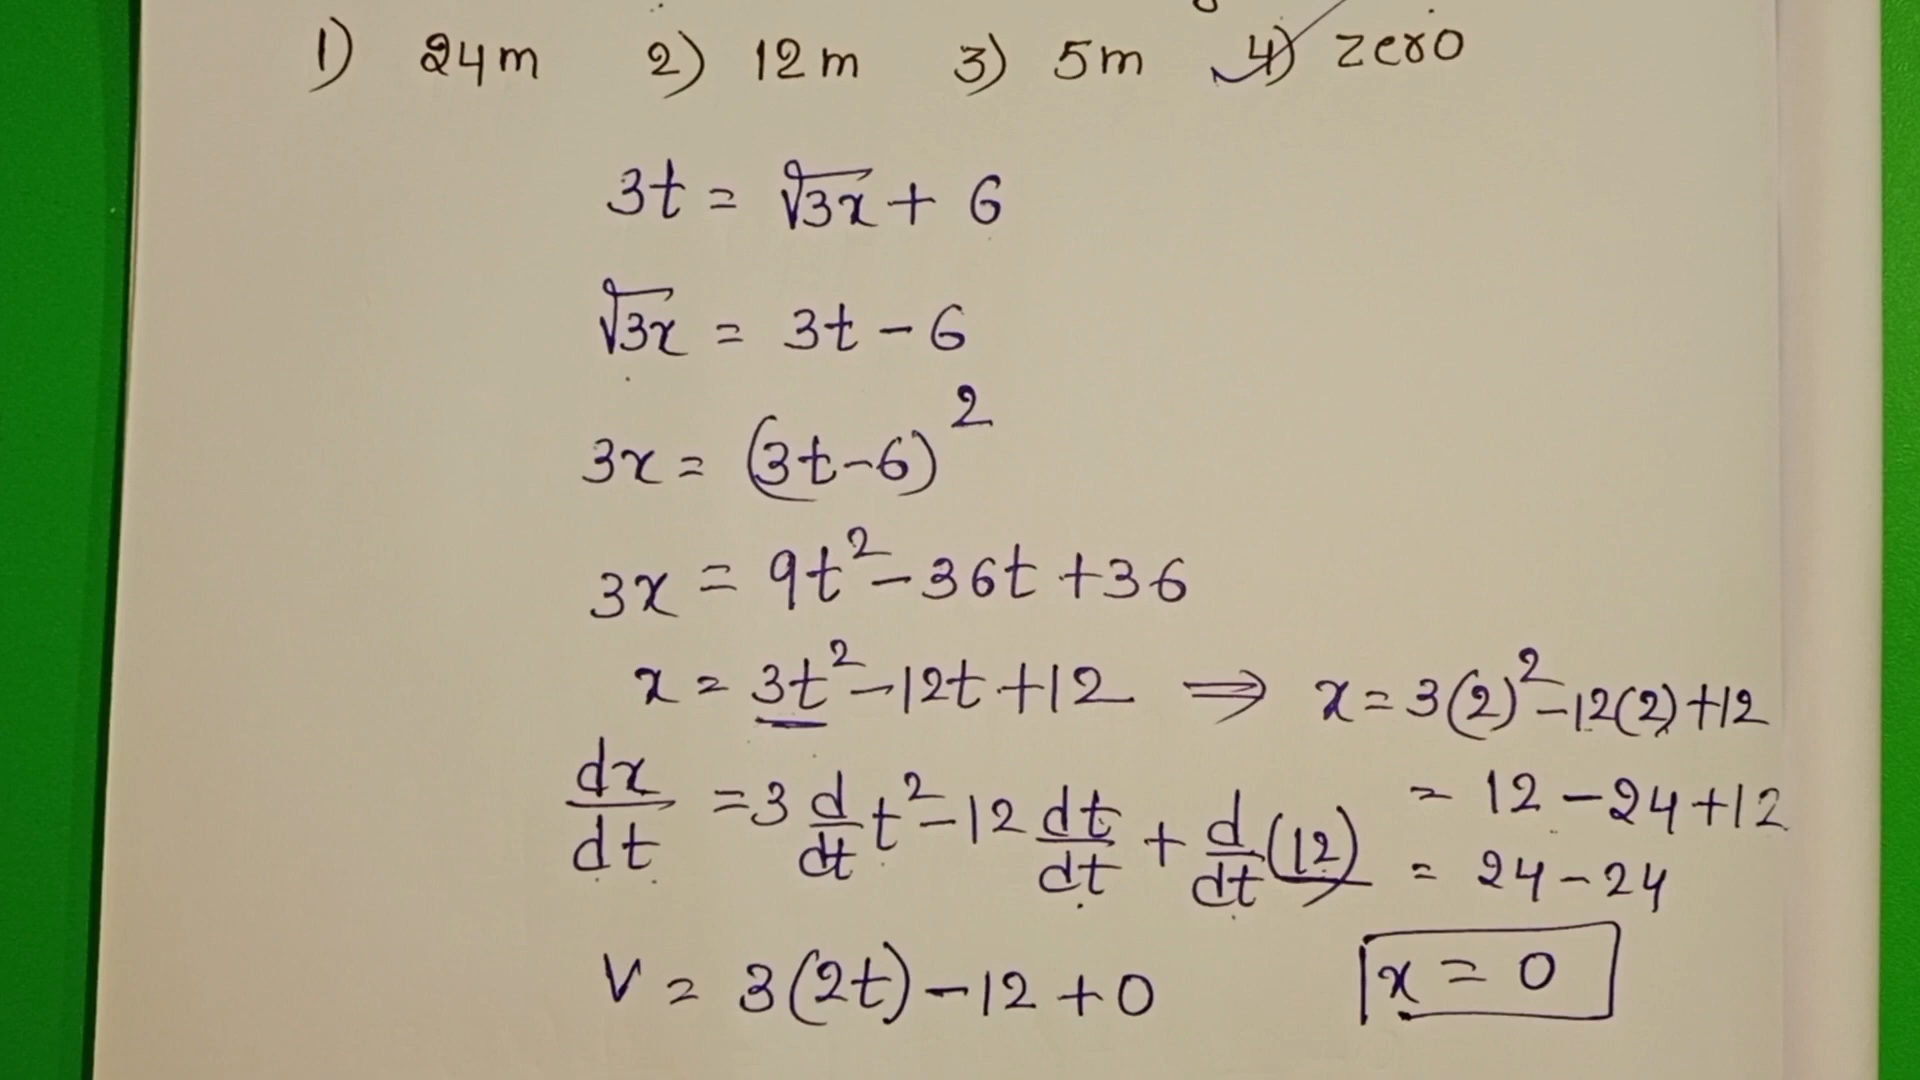 1) 24m 2) 12m 3) 5m 4) zero
3t = √3x + 6
√3x = 3t - 6
3x = (3t-6)²
3x = 9t² - 36t + 36
x = 3t² - 12t + 12 ⇒ x = 3(2)² - 12(2) + 12
dx/dt = 3 d/dt t² - 12 dt/dt + d/dt (12)
= 12 - 24 + 12
= 24 - 24
V = 3(2t) - 12 + 0
x = 0